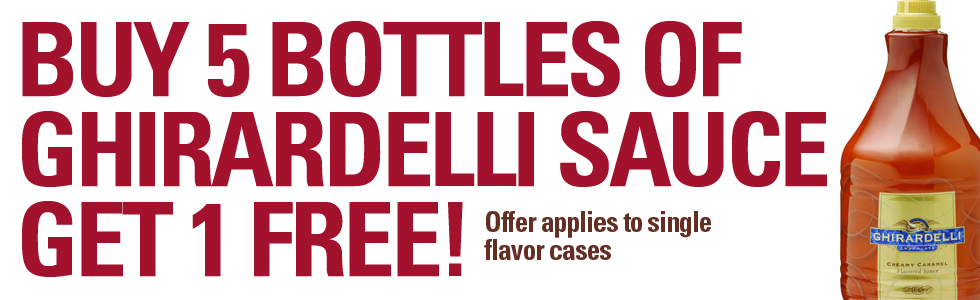 BUY 5 BOTTLES OF
GHIRARDELLI SAUCE
GET 1 FREE!
Offer applies to single
flavor cases
GHIRARDELLI
CHOCOLATE
CREAMY CARAMEL
Flavored Sauce